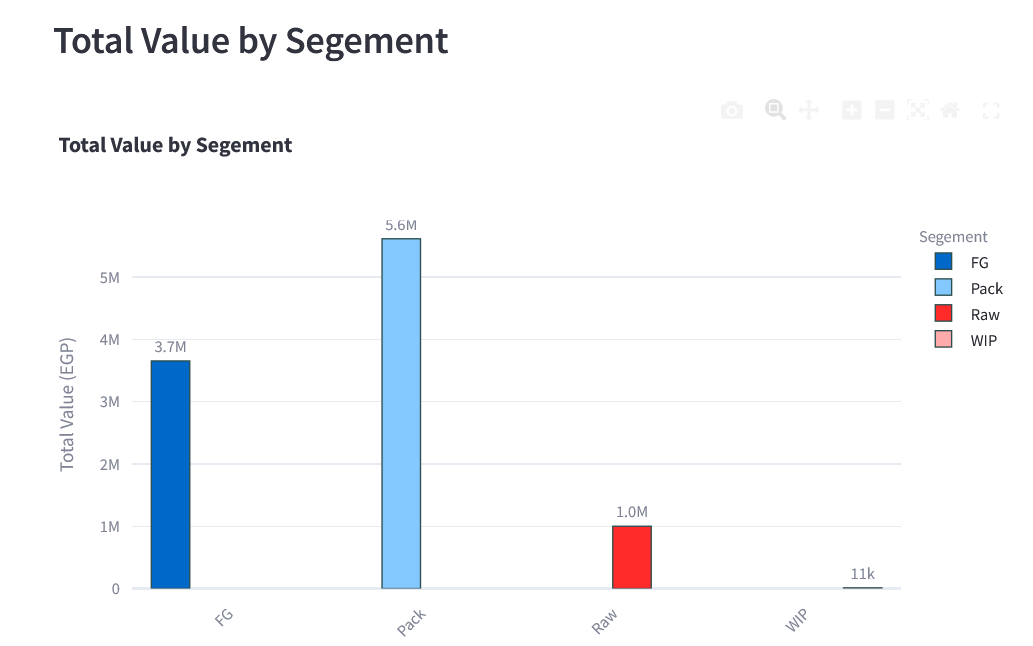 Total Value by Segement
Total Value by Segement
Total Value (EGP)
5M
4M
3M
2M
1M
0
3.7M
5.6M
1.0M
11k
FG
Pack
Raw
WIP
Segement
FG
Pack
Raw
WIP